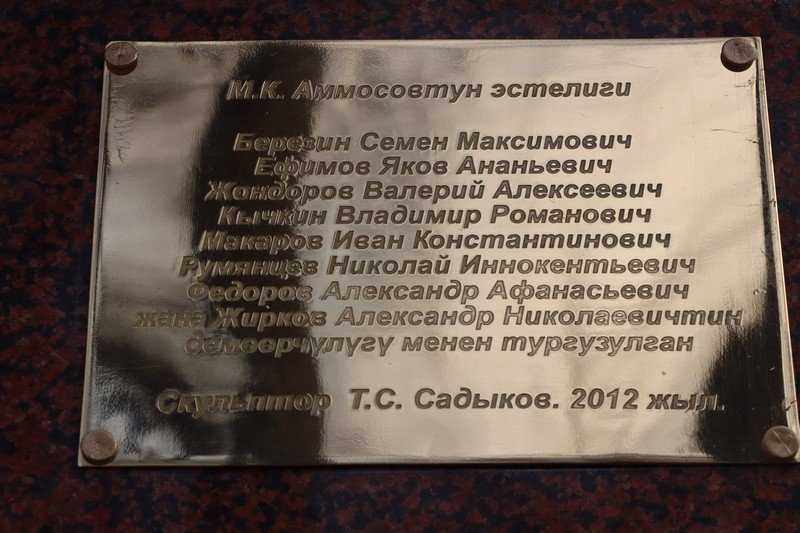 М.К. Аммосовтун эстелиги
Березин Семен Максимович
Ефимов Яков Ананьевич
Жондоров Валерий Алексеевич
Кычкин Владимир Романович
Макаров Иван Константинович
Румянцев Николай Иннокентьевич
Федоров Александр Афанасьевич
жана Жирков Александр Николаевичтин
демөөрчүлүгү менен тургузулган
Скульптор Т.С. Садыков. 2012 жыл.